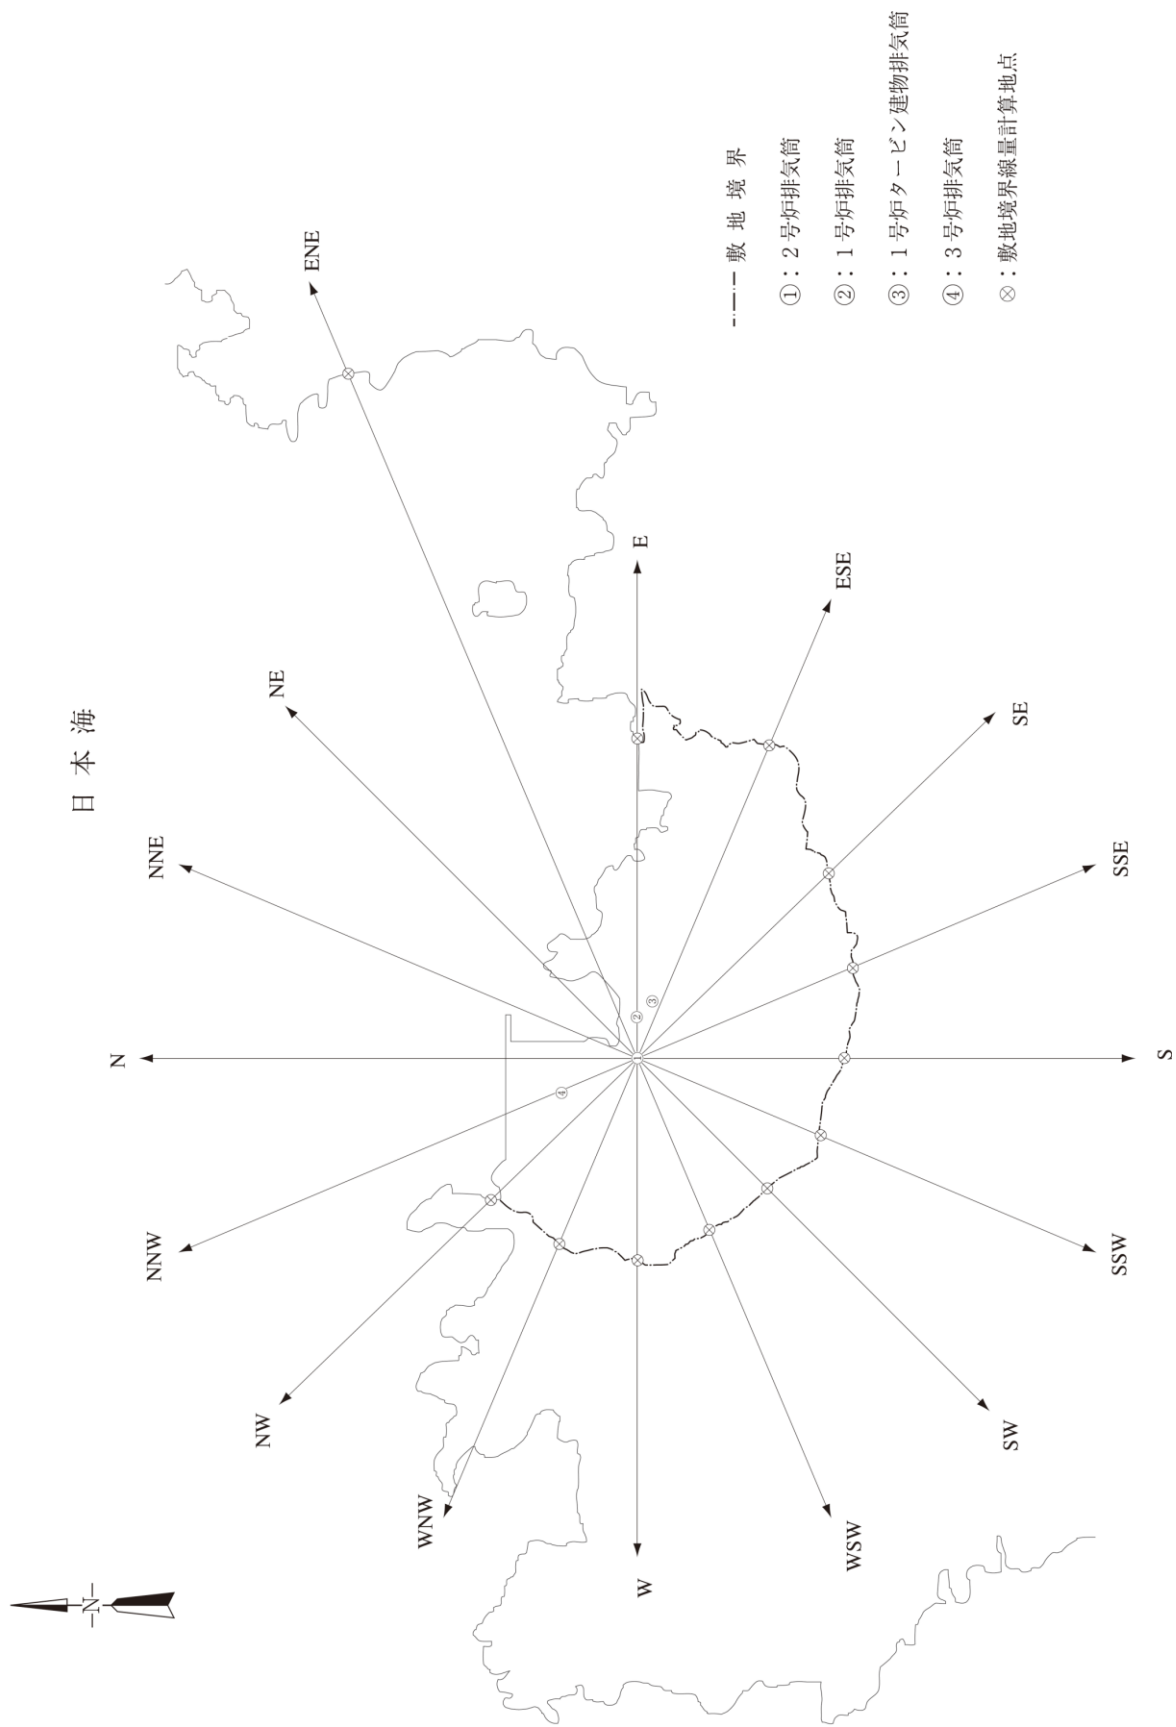 日本海
N
NNE
NE
ENE
E
ESE
SE
SSE
S
SSW
SW
WSW
W
WNW
NW
NNW
-N-
①
②
③
④
敷地境界
①：2号炉排気筒
②：1号炉排気筒
③：1号炉タービン建物排気筒
④：3号炉排気筒
⊗：敷地境界線量計算地点